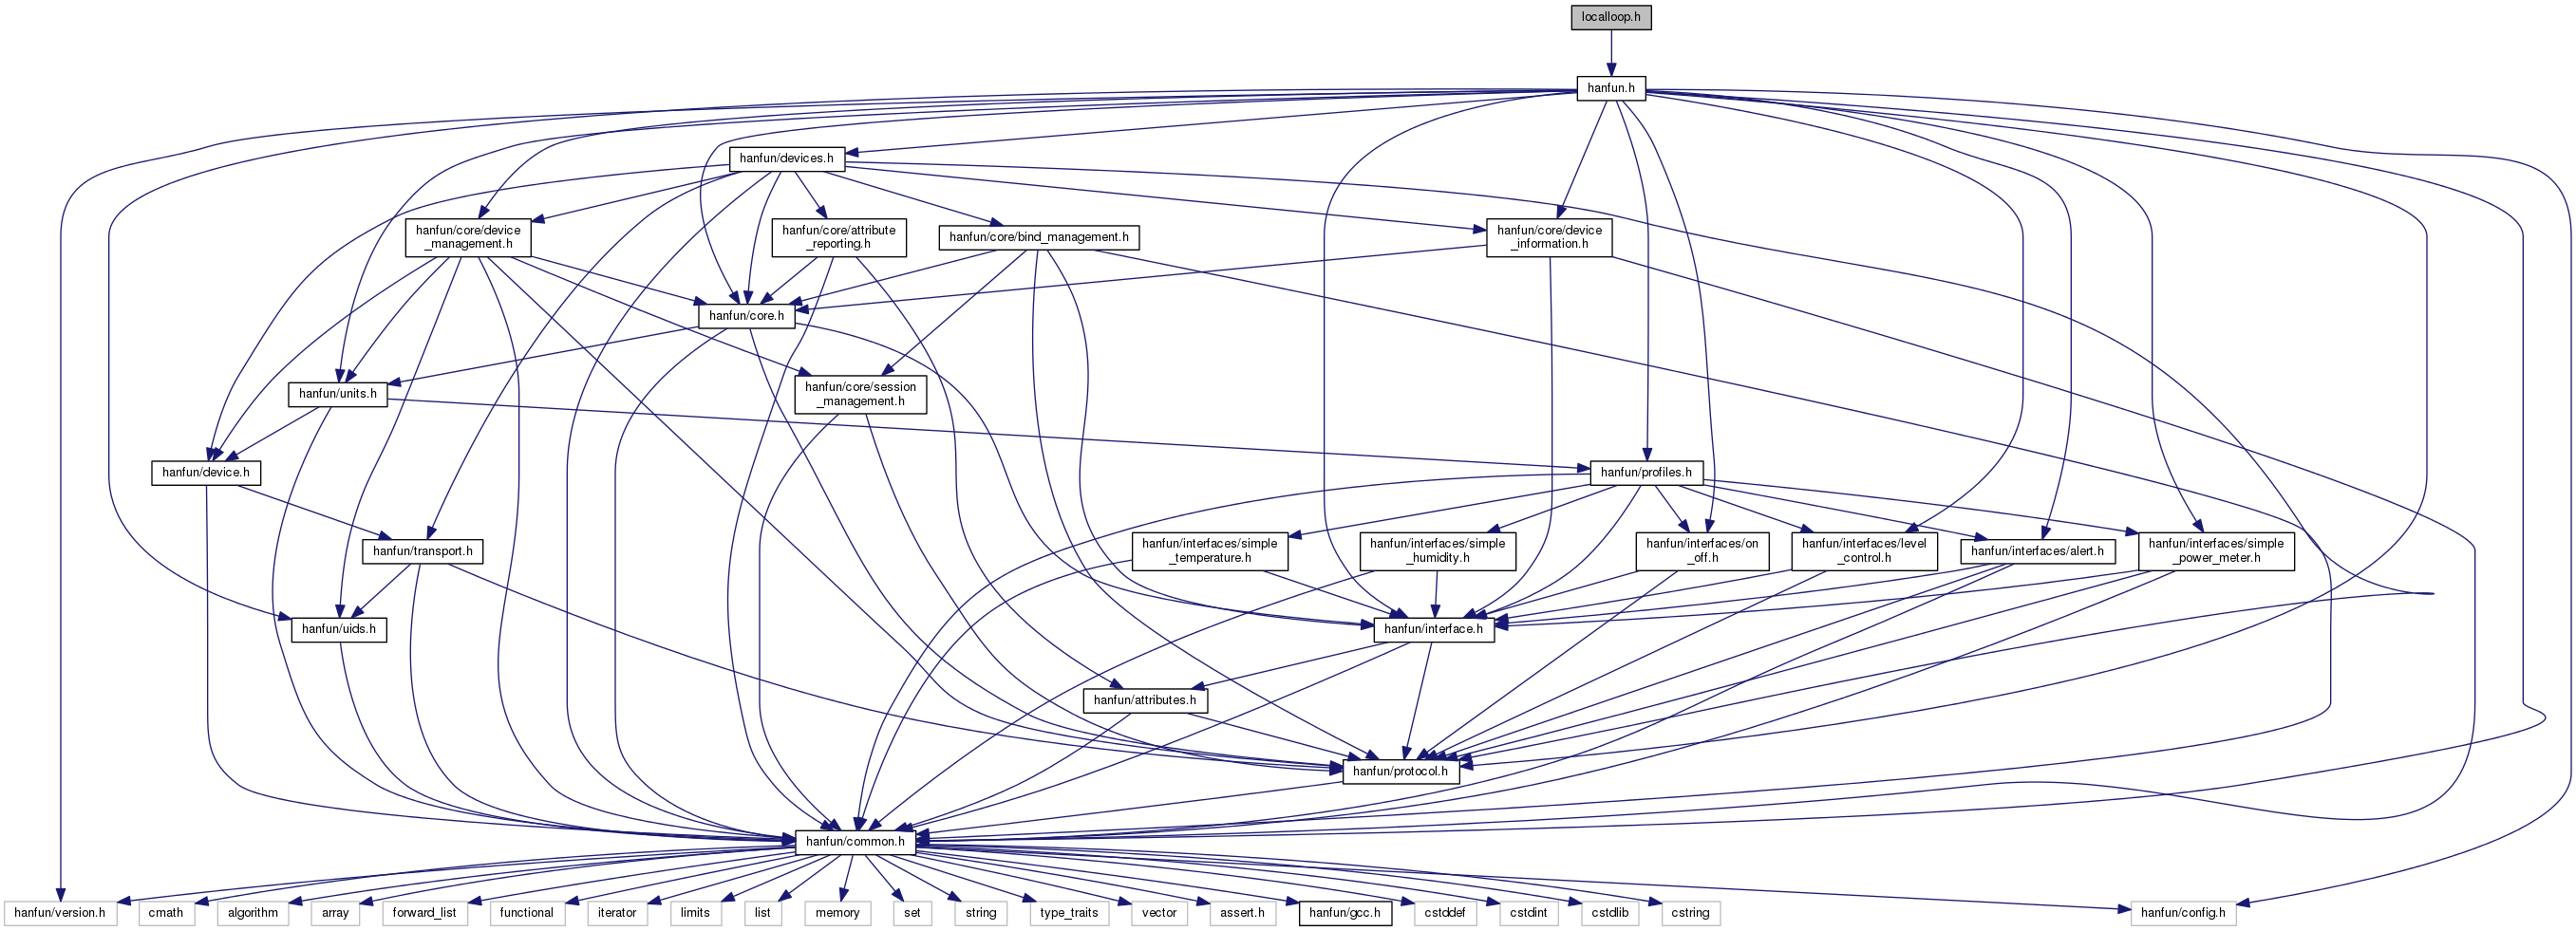 localloop.h
hanfun.h
hanfun/devices.h
hanfun/core/device
_management.h
hanfun/core/attribute
_reporting.h
hanfun/core/bind_management.h
hanfun/core/device
_information.h
hanfun/core.h
hanfun/units.h
hanfun/core/session
_management.h
hanfun/device.h
hanfun/profiles.h
hanfun/transport.h
hanfun/interfaces/simple
_temperature.h
hanfun/interfaces/simple
_humidity.h
hanfun/interfaces/on
_off.h
hanfun/interfaces/level
_control.h
hanfun/interfaces/alert.h
hanfun/interfaces/simple
_power_meter.h
hanfun/uids.h
hanfun/interface.h
hanfun/attributes.h
hanfun/protocol.h
hanfun/common.h
hanfun/version.h
cmath
algorithm
array
forward_list
functional
iterator
limits
list
memory
set
string
type_traits
vector
assert.h
hanfun/gcc.h
cstddef
cstdint
cstdlib
cstring
hanfun/config.h